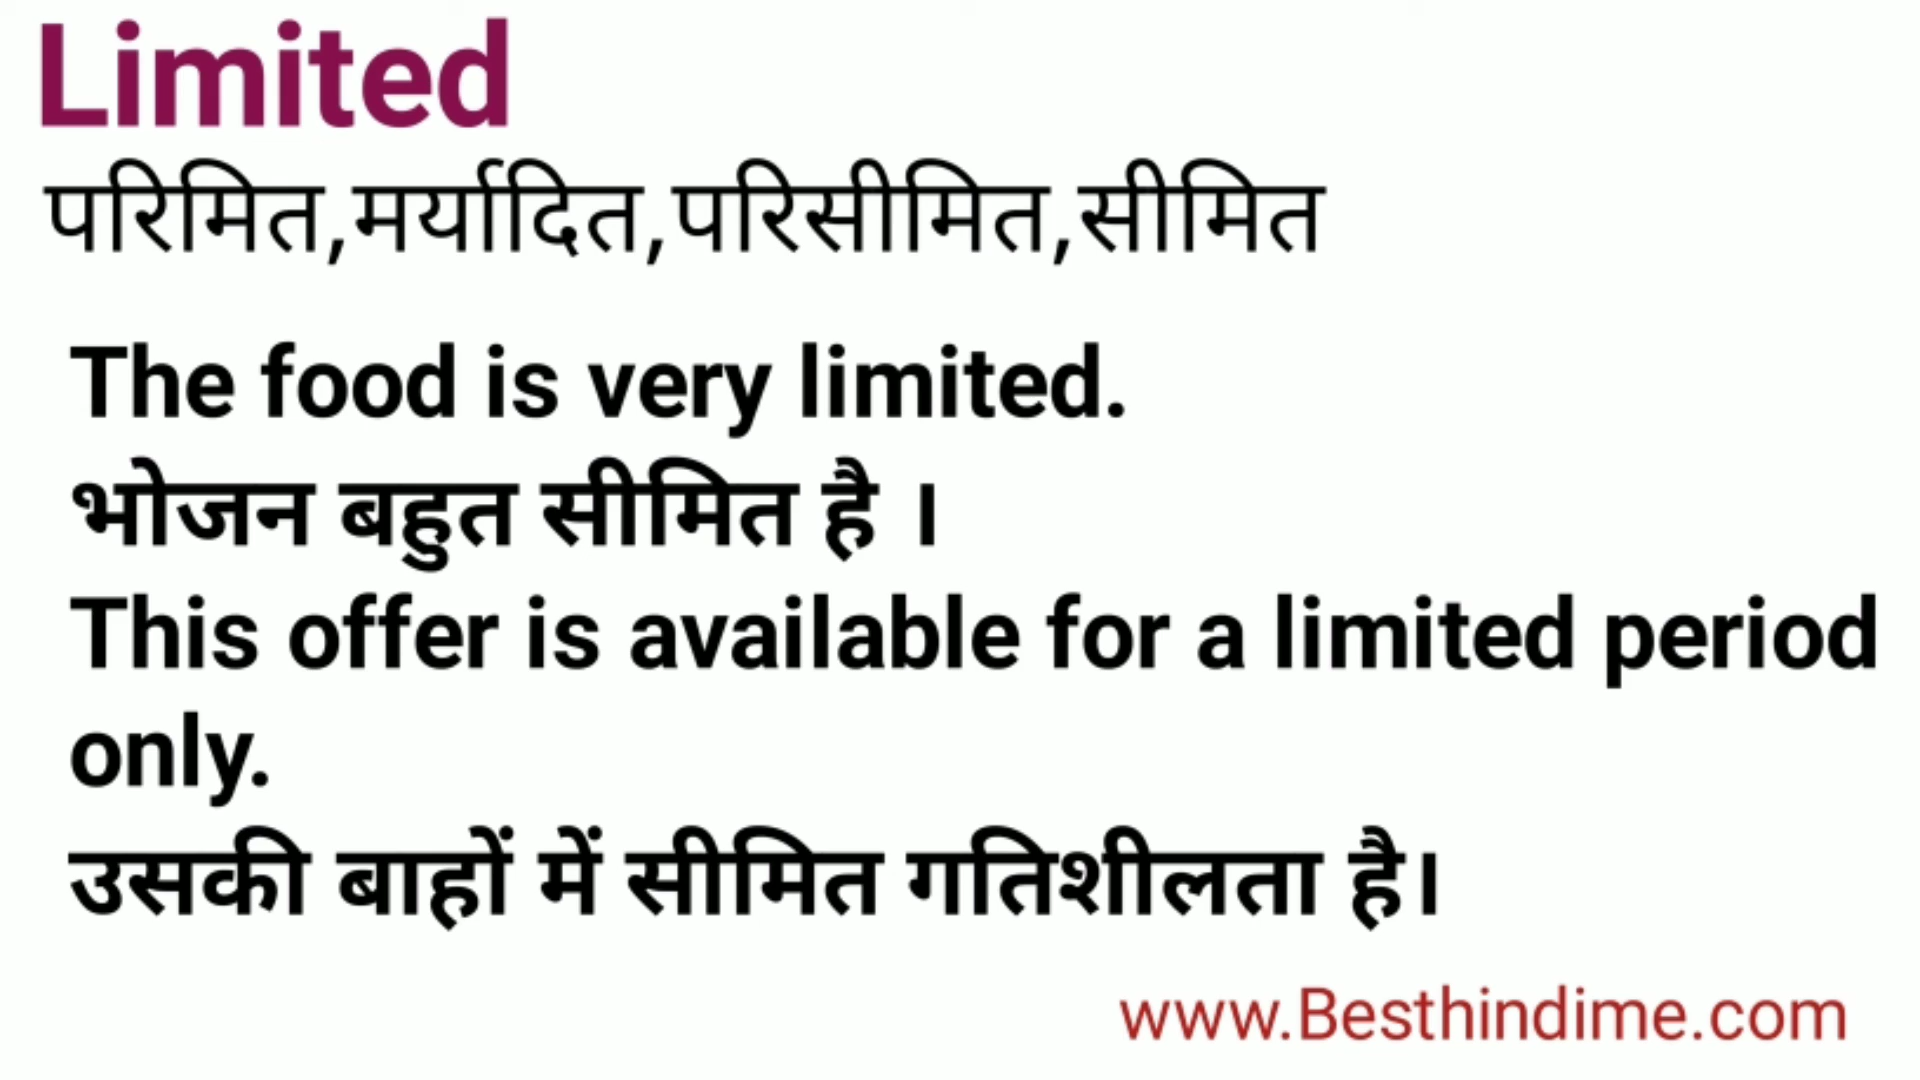 Limited
परिमित,मर्यादित,परिसीमित,सीमित
The food is very limited.
भोजन बहुत सीमित है ।
This offer is available for a limited period
only.
उसकी बाहों में सीमित गतिशीलता है।
www.Besthindime.com